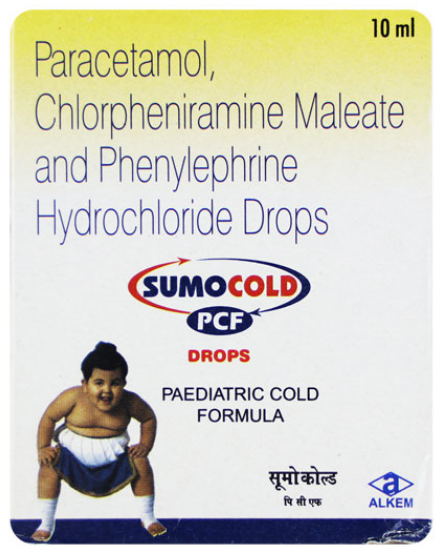 10 ml
Paracetamol,
Chlorpheniramine Maleate
and Phenylephrine
Hydrochloride Drops
SUMOCOLD
PCF
DROPS
PAEDIATRIC COLD
FORMULA
सूमोकोल्ड
पि सी एफ
a
ALKEM